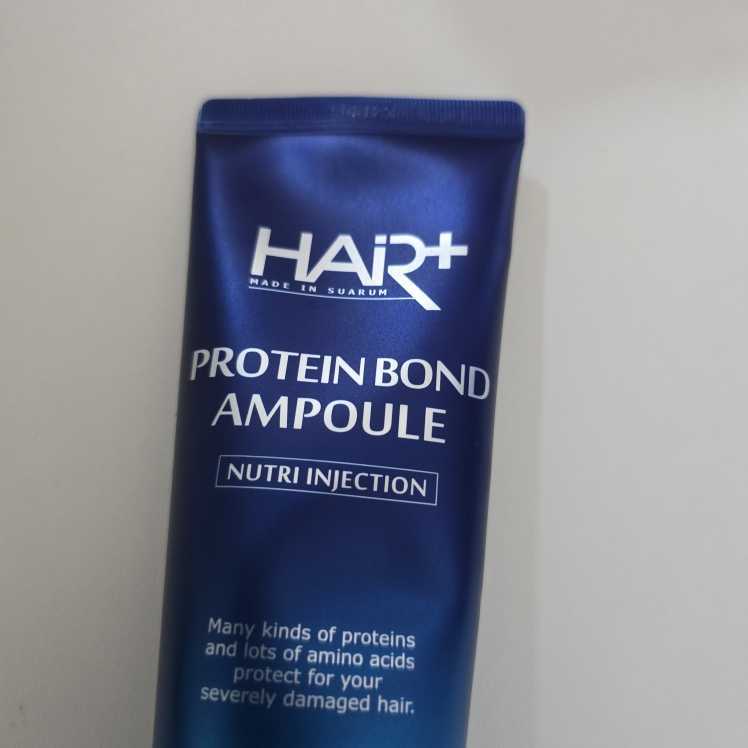 HAiR+
MADE IN SUARUM
PROTEIN BOND
AMPOULE
NUTRI INJECTION
Many kinds of proteins
and lots of amino acids
protect for your
severely damaged hair.